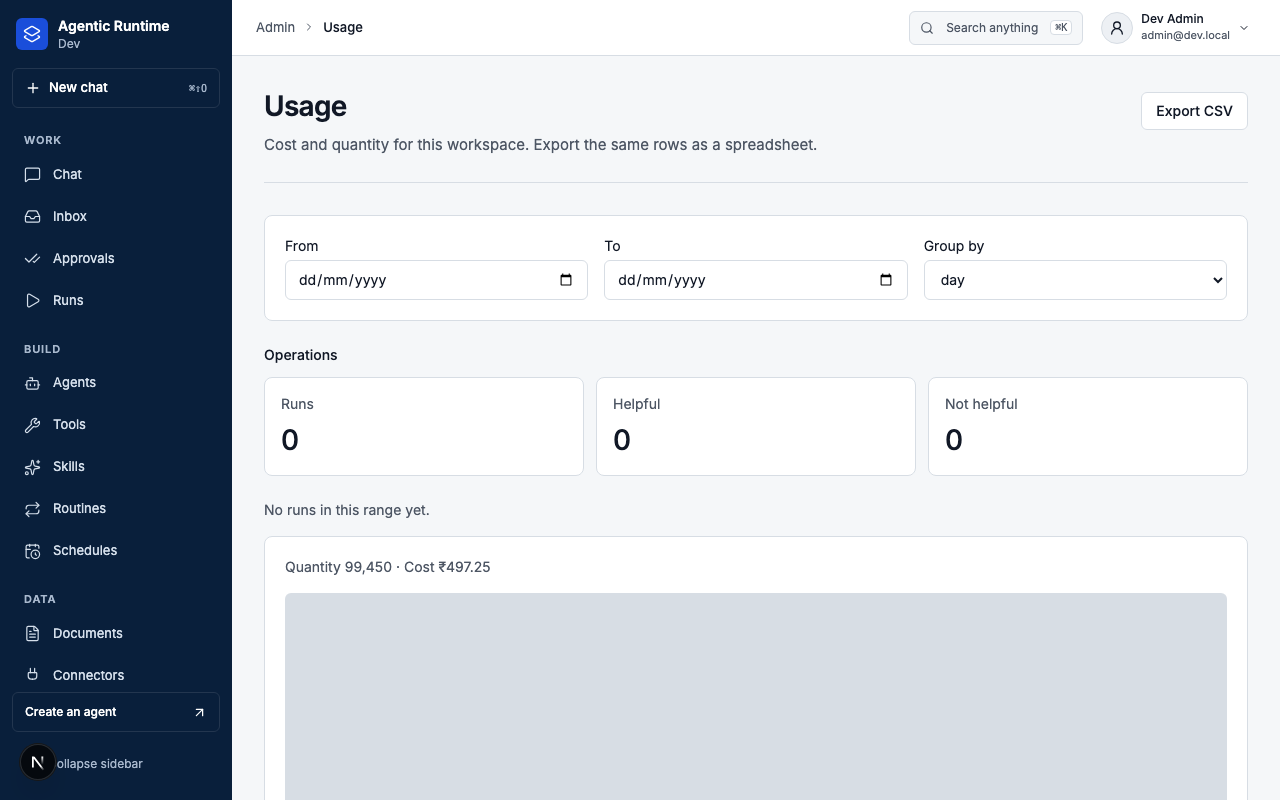 Agentic Runtime
Dev
New chat ⌘⇧O
WORK
Chat
Inbox
Approvals
Runs
BUILD
Agents
Tools
Skills
Routines
Schedules
DATA
Documents
Connectors
Create an agent
N
ollapse sidebar
Admin > Usage
Search anything ⌘K
Dev Admin
admin@dev.local
Usage
Export CSV
Cost and quantity for this workspace. Export the same rows as a spreadsheet.
From To Group by
dd/mm/yyyy dd/mm/yyyy day
Operations
Runs Helpful Not helpful
0 0 0
No runs in this range yet.
Quantity 99,450 · Cost ₹497.25